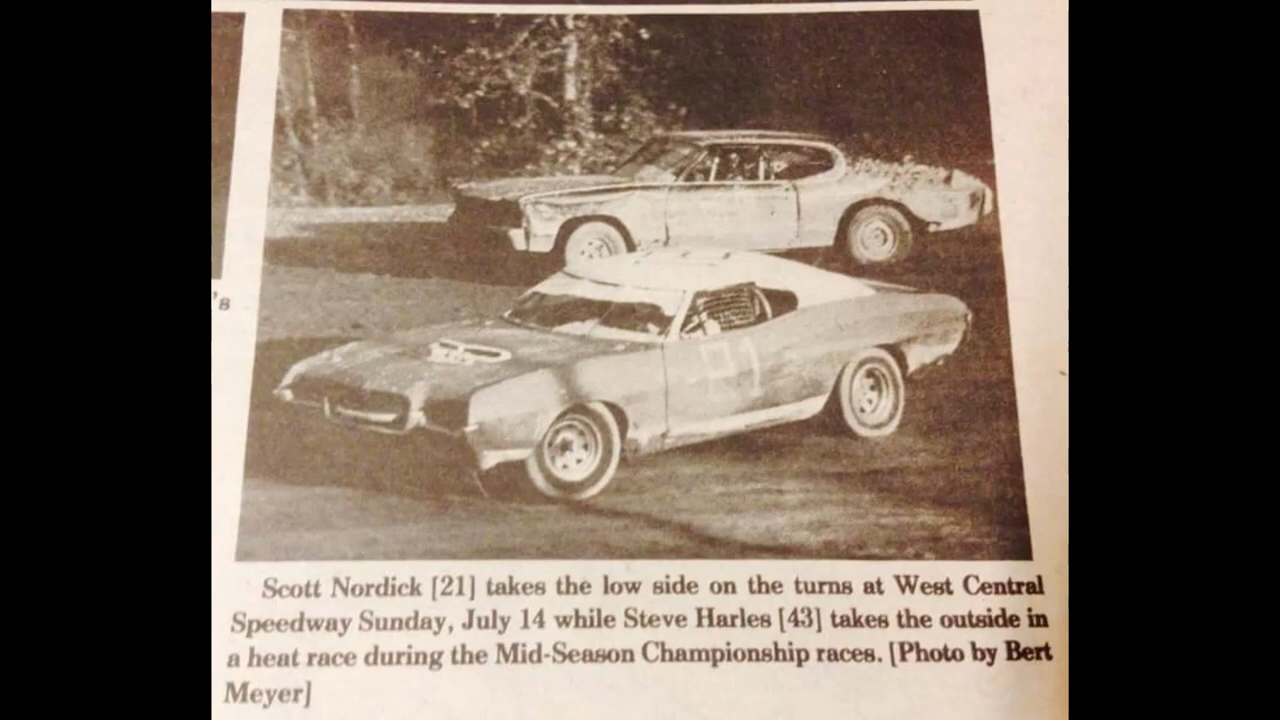 's
21
Scott Nordick [21] takes the low side on the turns at West Central
Speedway Sunday, July 14 while Steve Harles [43] takes the outside in
a heat race during the Mid-Season Championship races. [Photo by Bert
Meyer]